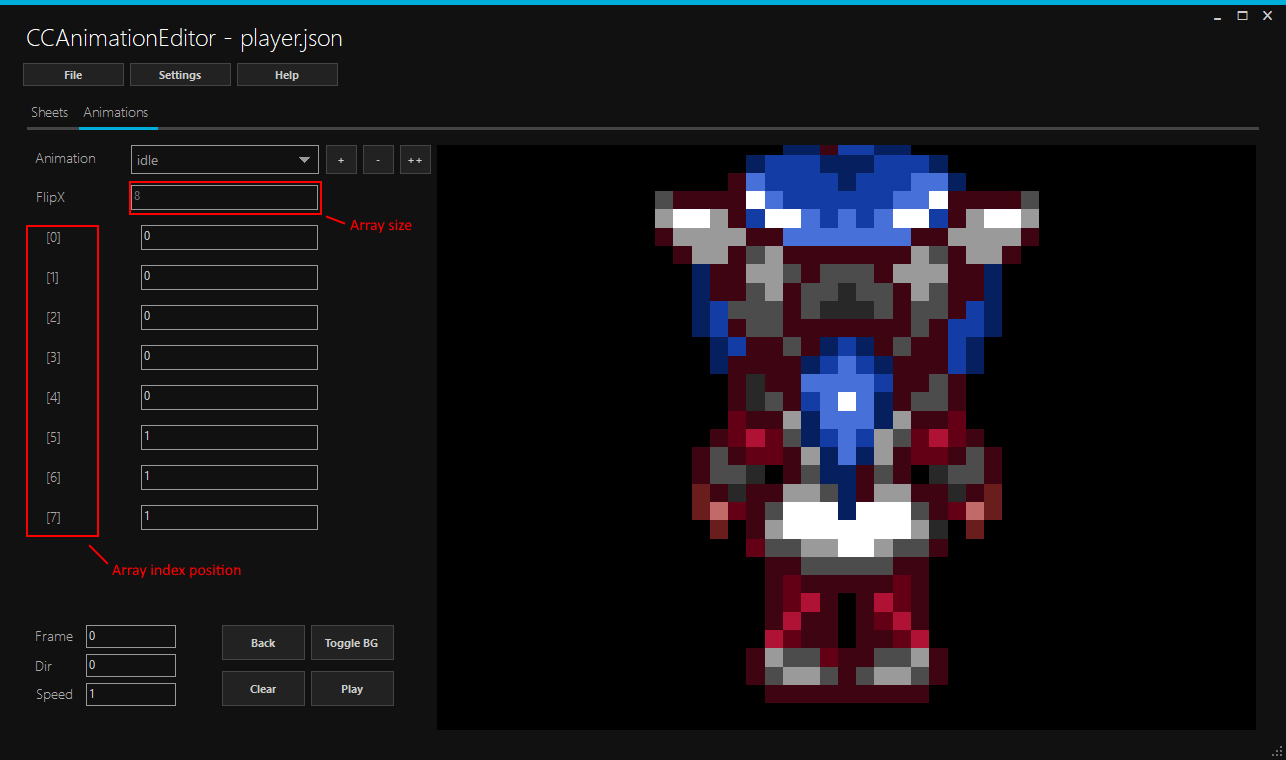 CCAnimationEditor - player.json
File Settings Help
Sheets Animations
Animation idle + - ++
FlipX 8
Array size
[0] 0
[1] 0
[2] 0
[3] 0
[4] 0
[5] 1
[6] 1
[7] 1
Array index position
Frame 0 Back Toggle BG
Dir 0
Speed 1 Clear Play